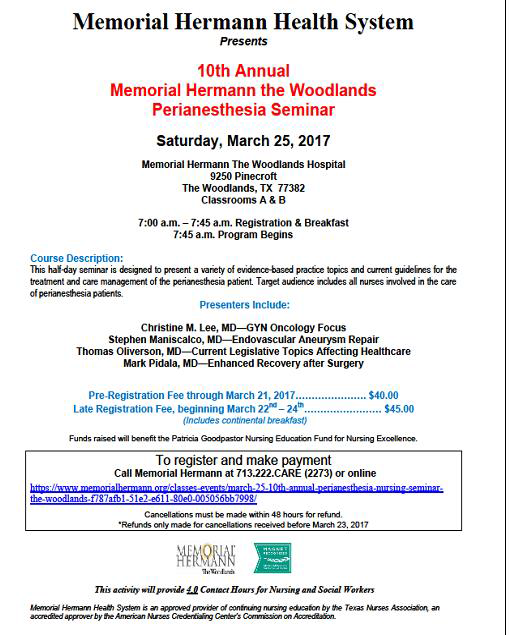 Memorial Hermann Health System
Presents
10th Annual
Memorial Hermann the Woodlands
Perianesthesia Seminar
Saturday, March 25, 2017
Memorial Hermann The Woodlands Hospital
9250 Pinecroft
The Woodlands, TX 77382
Classrooms A & B
7:00 a.m. – 7:45 a.m. Registration & Breakfast
7:45 a.m. Program Begins
Course Description:
This half-day seminar is designed to present a variety of evidence-based practice topics and current guidelines for the
treatment and care management of the perianesthesia patient. Target audience includes all nurses involved in the care
of perianesthesia patients.
Presenters Include:
Christine M. Lee, MD—GYN Oncology Focus
Stephen Maniscalco, MD—Endovascular Aneurysm Repair
Thomas Oliverson, MD—Current Legislative Topics Affecting Healthcare
Mark Pidala, MD—Enhanced Recovery after Surgery
Pre-Registration Fee through March 21, 2017...................... $40.00
Late Registration Fee, beginning March 22nd – 24th........................ $45.00
(Includes continental breakfast)
Funds raised will benefit the Patricia Goodpastor Nursing Education Fund for Nursing Excellence.
To register and make payment
Call Memorial Hermann at 713.222.CARE (2273) or online
https://www.memorialhermann.org/classes-events/march-25-10th-annual-perianesthesia-nursing-seminar-
the-woodlands-f787afb1-51e2-e611-80e0-005056bb7998/
Cancellations must be made within 48 hours for refund.
*Refunds only made for cancellations received before March 23, 2017
MEMORIAL
HERMANN
The Woodlands
MAGNET
RECOGNIZED
This activity will provide 4.0 Contact Hours for Nursing and Social Workers
Memorial Hermann Health System is an approved provider of continuing nursing education by the Texas Nurses Association, an
accredited approver by the American Nurses Credentialing Center's Commission on Accreditation.